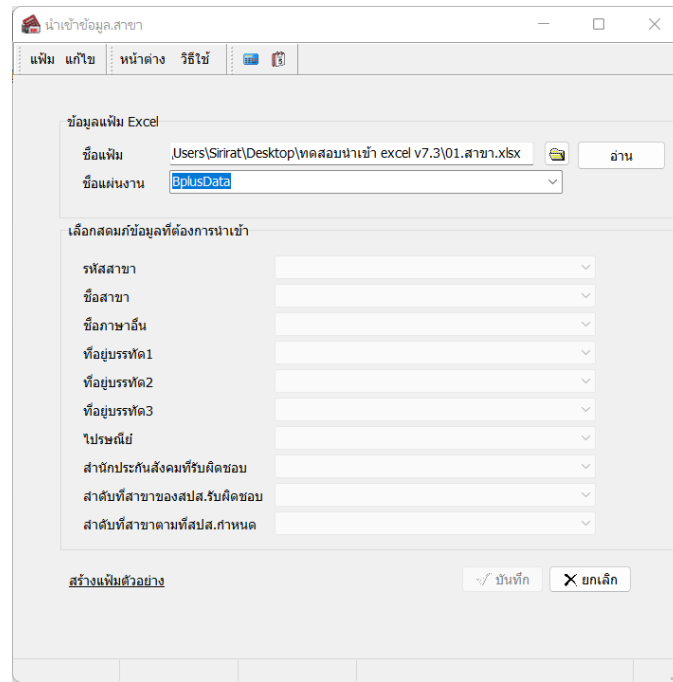 นำเข้าข้อมูล.สาขา
แฟ้ม แก้ไข หน้าต่าง วิธีใช้
ข้อมูลแฟ้ม Excel
ชื่อแฟ้ม Users\Sirirat\Desktop\ทดสอบนำเข้า excel v7.3\01.สาขา.xlsx อ่าน
ชื่อแผ่นงาน BplusData
เลือกสดมภ์ข้อมูลที่ต้องการนำเข้า
รหัสสาขา
ชื่อสาขา
ชื่อภาษาอื่น
ที่อยู่บรรทัด1
ที่อยู่บรรทัด2
ที่อยู่บรรทัด3
ไปรษณีย์
สำนักประกันสังคมที่รับผิดชอบ
ลำดับที่สาขาของสปส.รับผิดชอบ
ลำดับที่สาขาตามที่สปส.กำหนด
สร้างแฟ้มตัวอย่าง บันทึก ยกเลิก